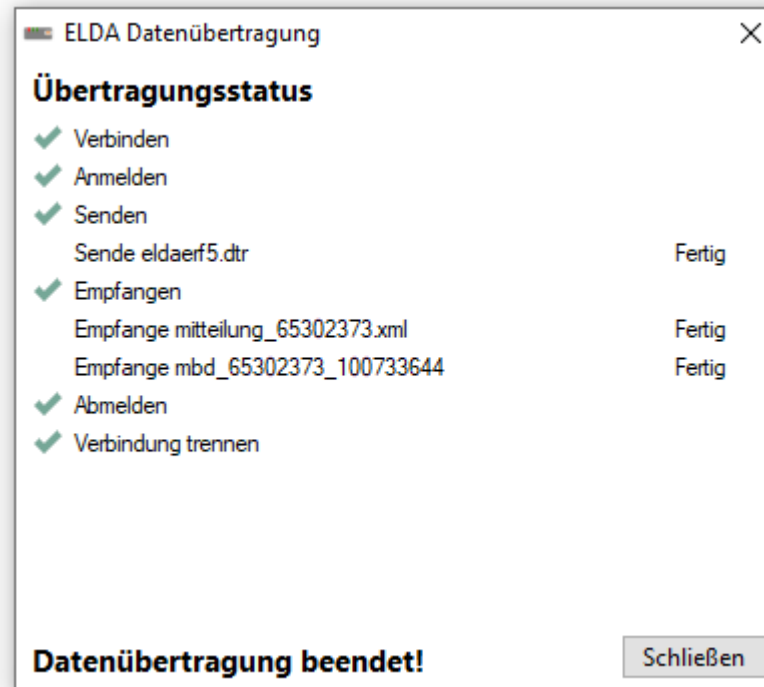 ELDA Datenübertragung
Übertragungsstatus
Verbinden
Anmelden
Senden
Sende eldaerf5.dtr Fertig
Empfangen
Empfange mitteilung_65302373.xml Fertig
Empfange mbd_65302373_100733644 Fertig
Abmelden
Verbindung trennen
Datenübertragung beendet! Schließen